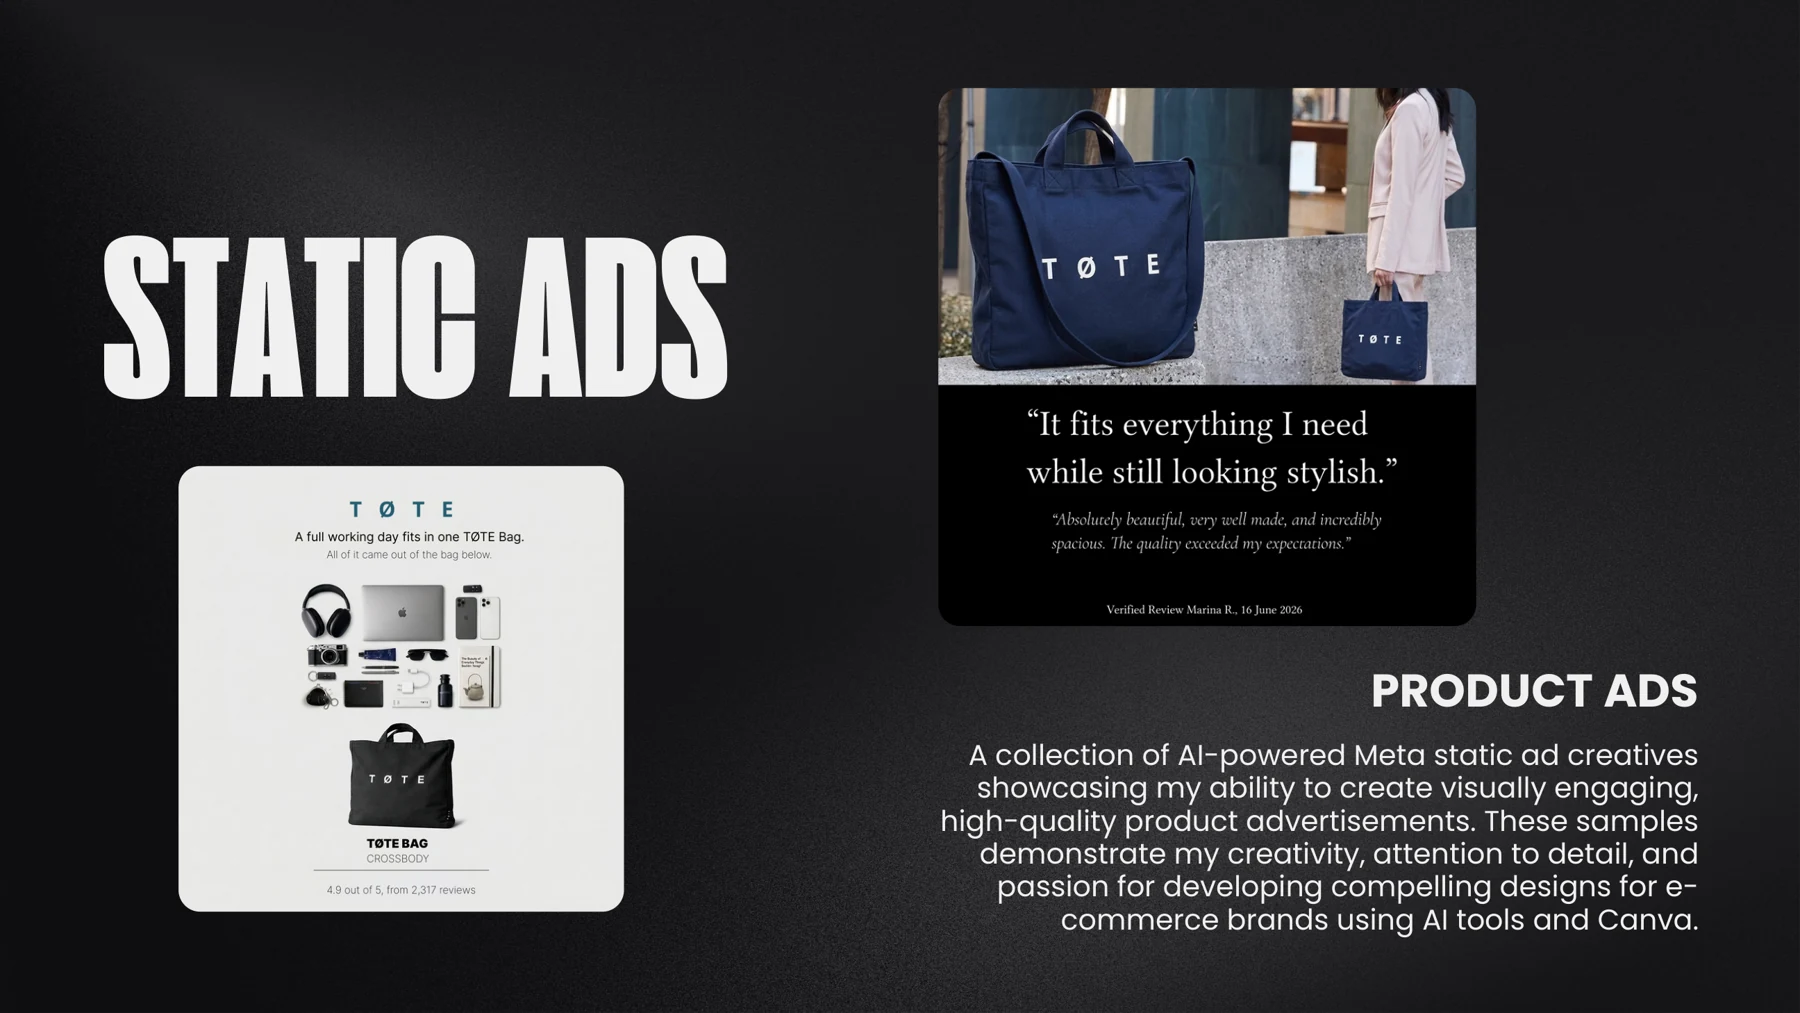 STATIC ADS
TØTE
A full working day fits in one TØTE Bag.
All of it came out of the bag below.
TØTE
TØTE BAG
CROSSBODY
4.9 out of 5, from 2,317 reviews
TØTE
TØTE
“It fits everything I need
while still looking stylish.”
“Absolutely beautiful, very well made, and incredibly
spacious. The quality exceeded my expectations.”
Verified Review Marina R., 16 June 2026
PRODUCT ADS
A collection of AI-powered Meta static ad creatives
showcasing my ability to create visually engaging,
high-quality product advertisements. These samples
demonstrate my creativity, attention to detail, and
passion for developing compelling designs for e-
commerce brands using AI tools and Canva.